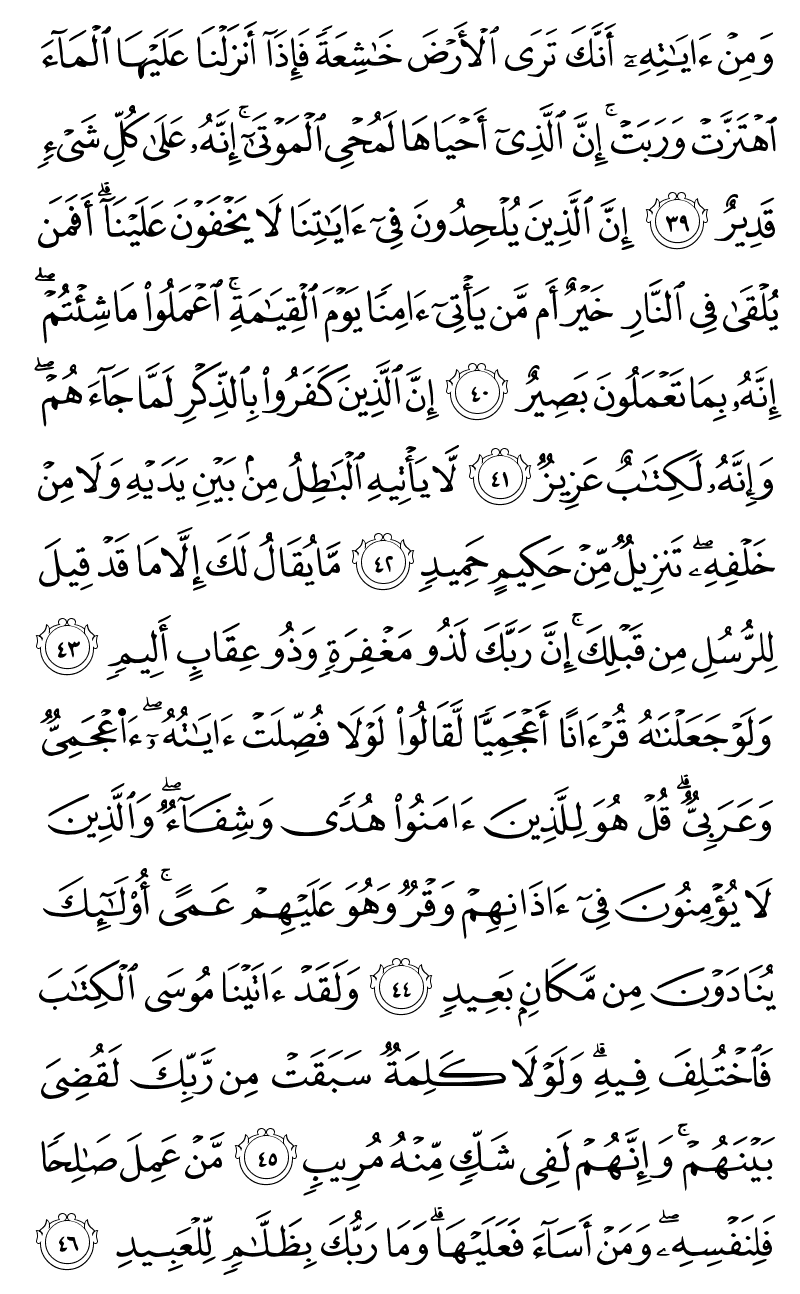 وَمِنْ ءَايَـٰتِهِۦٓ أَنَّكَ تَرَى ٱلْأَرْضَ خَـٰشِعَةً فَإِذَآ أَنزَلْنَا عَلَيْهَا ٱلْمَآءَ
ٱهْتَزَّتْ وَرَبَتْ ۚ إِنَّ ٱلَّذِىٓ أَحْيَاهَا لَمُحْىِ ٱلْمَوْتَىٰٓ ۚ إِنَّهُۥ عَلَىٰ كُلِّ شَىْءٍ
قَدِيرٌ ٣٩ إِنَّ ٱلَّذِينَ يُلْحِدُونَ فِىٓ ءَايَـٰتِنَا لَا يَخْفَوْنَ عَلَيْنَآ ۗ أَفَمَن
يُلْقَىٰ فِى ٱلنَّارِ خَيْرٌ أَم مَّن يَأْتِىٓ ءَامِنًا يَوْمَ ٱلْقِيَـٰمَةِ ۚ ٱعْمَلُوا۟ مَا شِئْتُمْ ۖ
إِنَّهُۥ بِمَا تَعْمَلُونَ بَصِيرٌ ٤٠ إِنَّ ٱلَّذِينَ كَفَرُوا۟ بِٱلذِّكْرِ لَمَّا جَآءَهُمْ ۖ
وَإِنَّهُۥ لَكِتَـٰبٌ عَزِيزٌ ٤١ لَّا يَأْتِيهِ ٱلْبَـٰطِلُ مِنۢ بَيْنِ يَدَيْهِ وَلَا مِنْ
خَلْفِهِۦ ۖ تَنزِيلٌ مِّنْ حَكِيمٍ حَمِيدٍ ٤٢ مَّا يُقَالُ لَكَ إِلَّا مَا قَدْ قِيلَ
لِلرُّسُلِ مِن قَبْلِكَ ۚ إِنَّ رَبَّكَ لَذُو مَغْفِرَةٍ وَذُو عِقَابٍ أَلِيمٍ ٤٣
وَلَوْ جَعَلْنَـٰهُ قُرْءَانًا أَعْجَمِيًّا لَّقَالُوا۟ لَوْلَا فُصِّلَتْ ءَايَـٰتُهُۥٓ ۖ ءَا۬عْجَمِىٌّ
وَعَرَبِىٌّ ۗ قُلْ هُوَ لِلَّذِينَ ءَامَنُوا۟ هُدًى وَشِفَآءٌ ۖ وَٱلَّذِينَ
لَا يُؤْمِنُونَ فِىٓ ءَاذَانِهِمْ وَقْرٌ وَهُوَ عَلَيْهِمْ عَمًى ۚ أُو۟لَـٰٓئِكَ
يُنَادَوْنَ مِن مَّكَانٍۭ بَعِيدٍ ٤٤ وَلَقَدْ ءَاتَيْنَا مُوسَى ٱلْكِتَـٰبَ
فَٱخْتُلِفَ فِيهِ ۗ وَلَوْلَا كَلِمَةٌ سَبَقَتْ مِن رَّبِّكَ لَقُضِىَ
بَيْنَهُمْ ۚ وَإِنَّهُمْ لَفِى شَكٍّ مِّنْهُ مُرِيبٍ ٤٥ مَّنْ عَمِلَ صَـٰلِحًا
فَلِنَفْسِهِۦ ۖ وَمَنْ أَسَآءَ فَعَلَيْهَا ۗ وَمَا رَبُّكَ بِظَلَّـٰمٍ لِّلْعَبِيدِ ٤٦